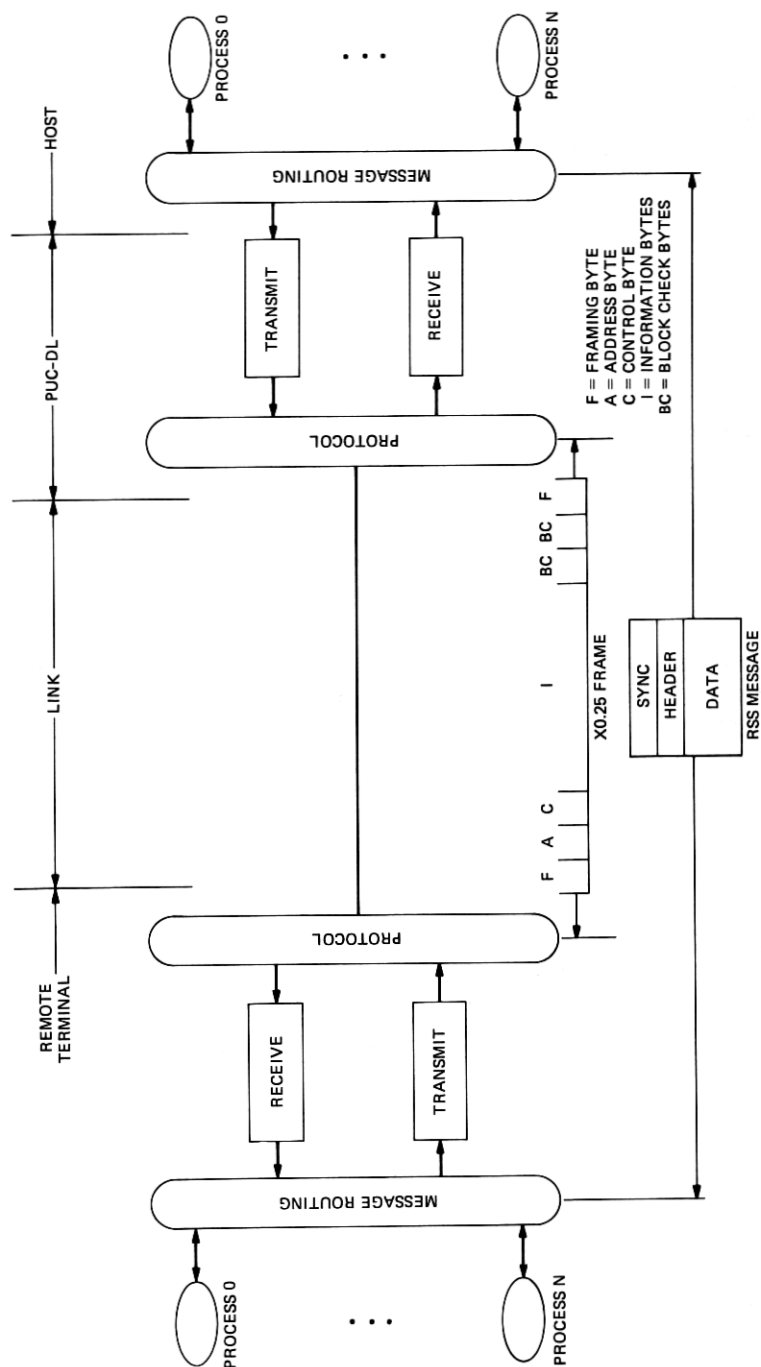 REMOTE
TERMINAL
LINK
PUC-DL
HOST
PROCESS 0
PROCESS N
MESSAGE ROUTING
RECEIVE
TRANSMIT
PROTOCOL
PROTOCOL
TRANSMIT
RECEIVE
MESSAGE ROUTING
PROCESS 0
PROCESS N
F
A
C
I
BC
BC
F
X0.25 FRAME
F = FRAMING BYTE
A = ADDRESS BYTE
C = CONTROL BYTE
I = INFORMATION BYTES
BC = BLOCK CHECK BYTES
SYNC
HEADER
DATA
RSS MESSAGE